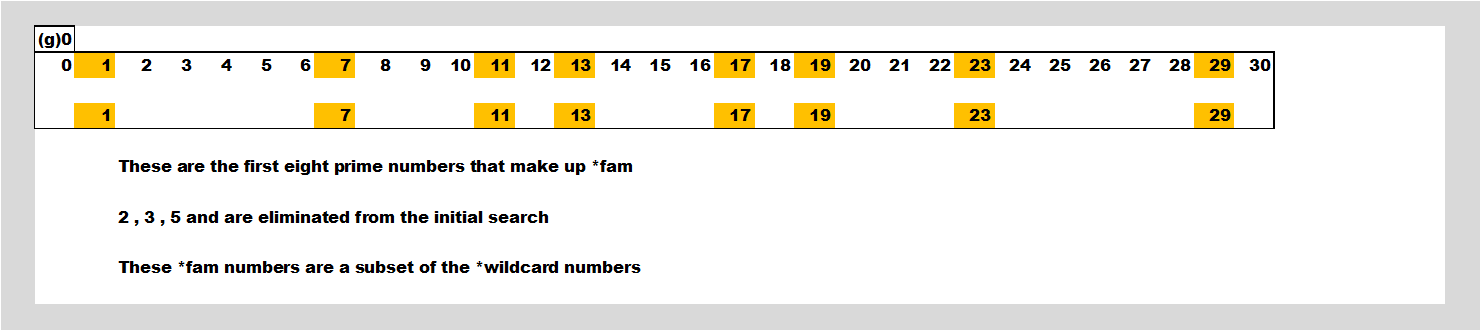 (g)0
0 1 2 3 4 5 6 7 8 9 10 11 12 13 14 15 16 17 18 19 20 21 22 23 24 25 26 27 28 29 30
1 7 11 13 17 19 23 29
These are the first eight prime numbers that make up *fam
2 , 3 , 5 and are eliminated from the initial search
These *fam numbers are a subset of the *wildcard numbers